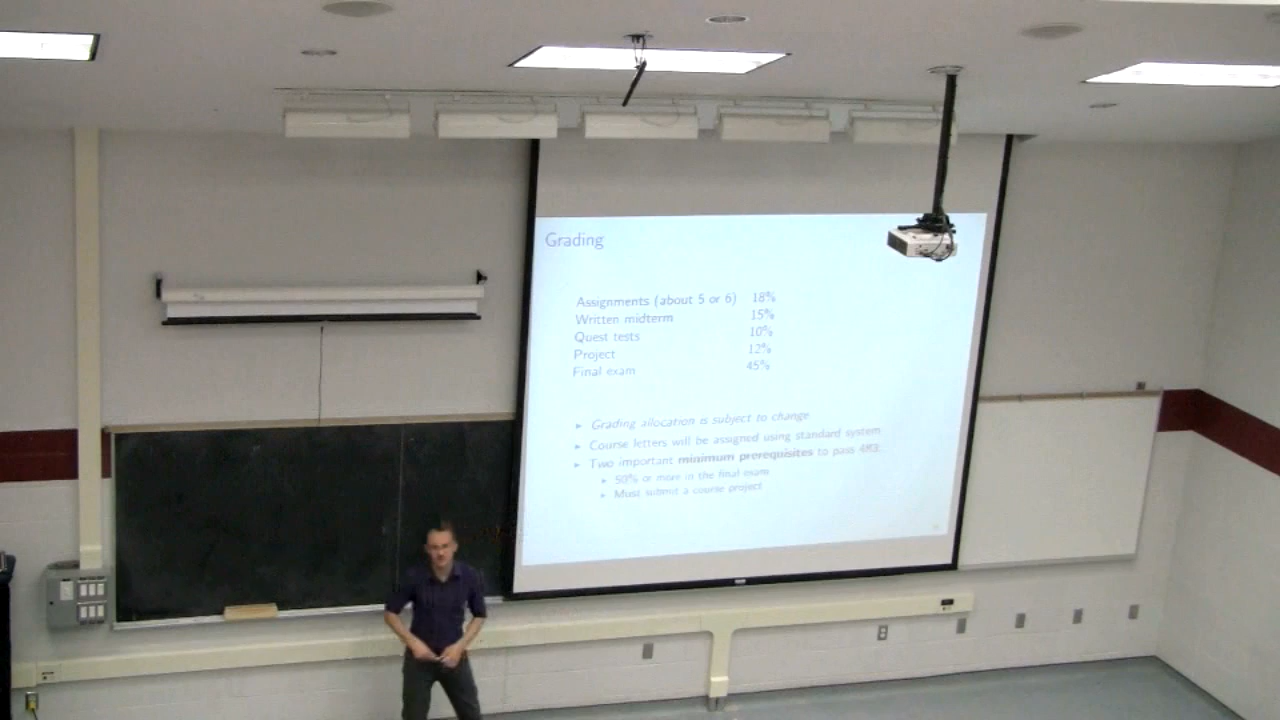 Grading
Assignments (about 5 or 6) 18%
Written midterm 15%
Quest tests 10%
Project 12%
Final exam 45%
Grading allocation is subject to change
Course letters will be assigned using standard system
Two important minimum prerequisites to pass
50% or more in the final exam
Must submit a course project